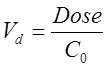 V_d = Dose / C_0